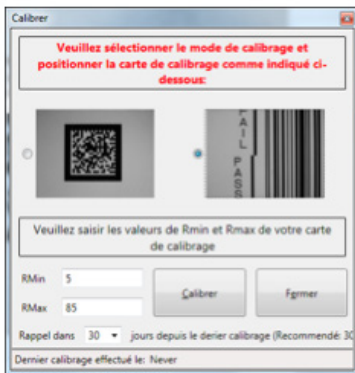 Calibrer
Veuillez sélectionner le mode de calibrage et
positionner la carte de calibrage comme indiqué ci-
dessous:
FAIL PASS
Veuillez saisir les valeurs de Rmin et Rmax de votre carte
de calibrage
RMin 5
RMax 85
Calibrer Fermer
Rappel dans 30 jours depuis le derier calibrage (Recommendé: 30
Dernier calibrage effectué le: Never